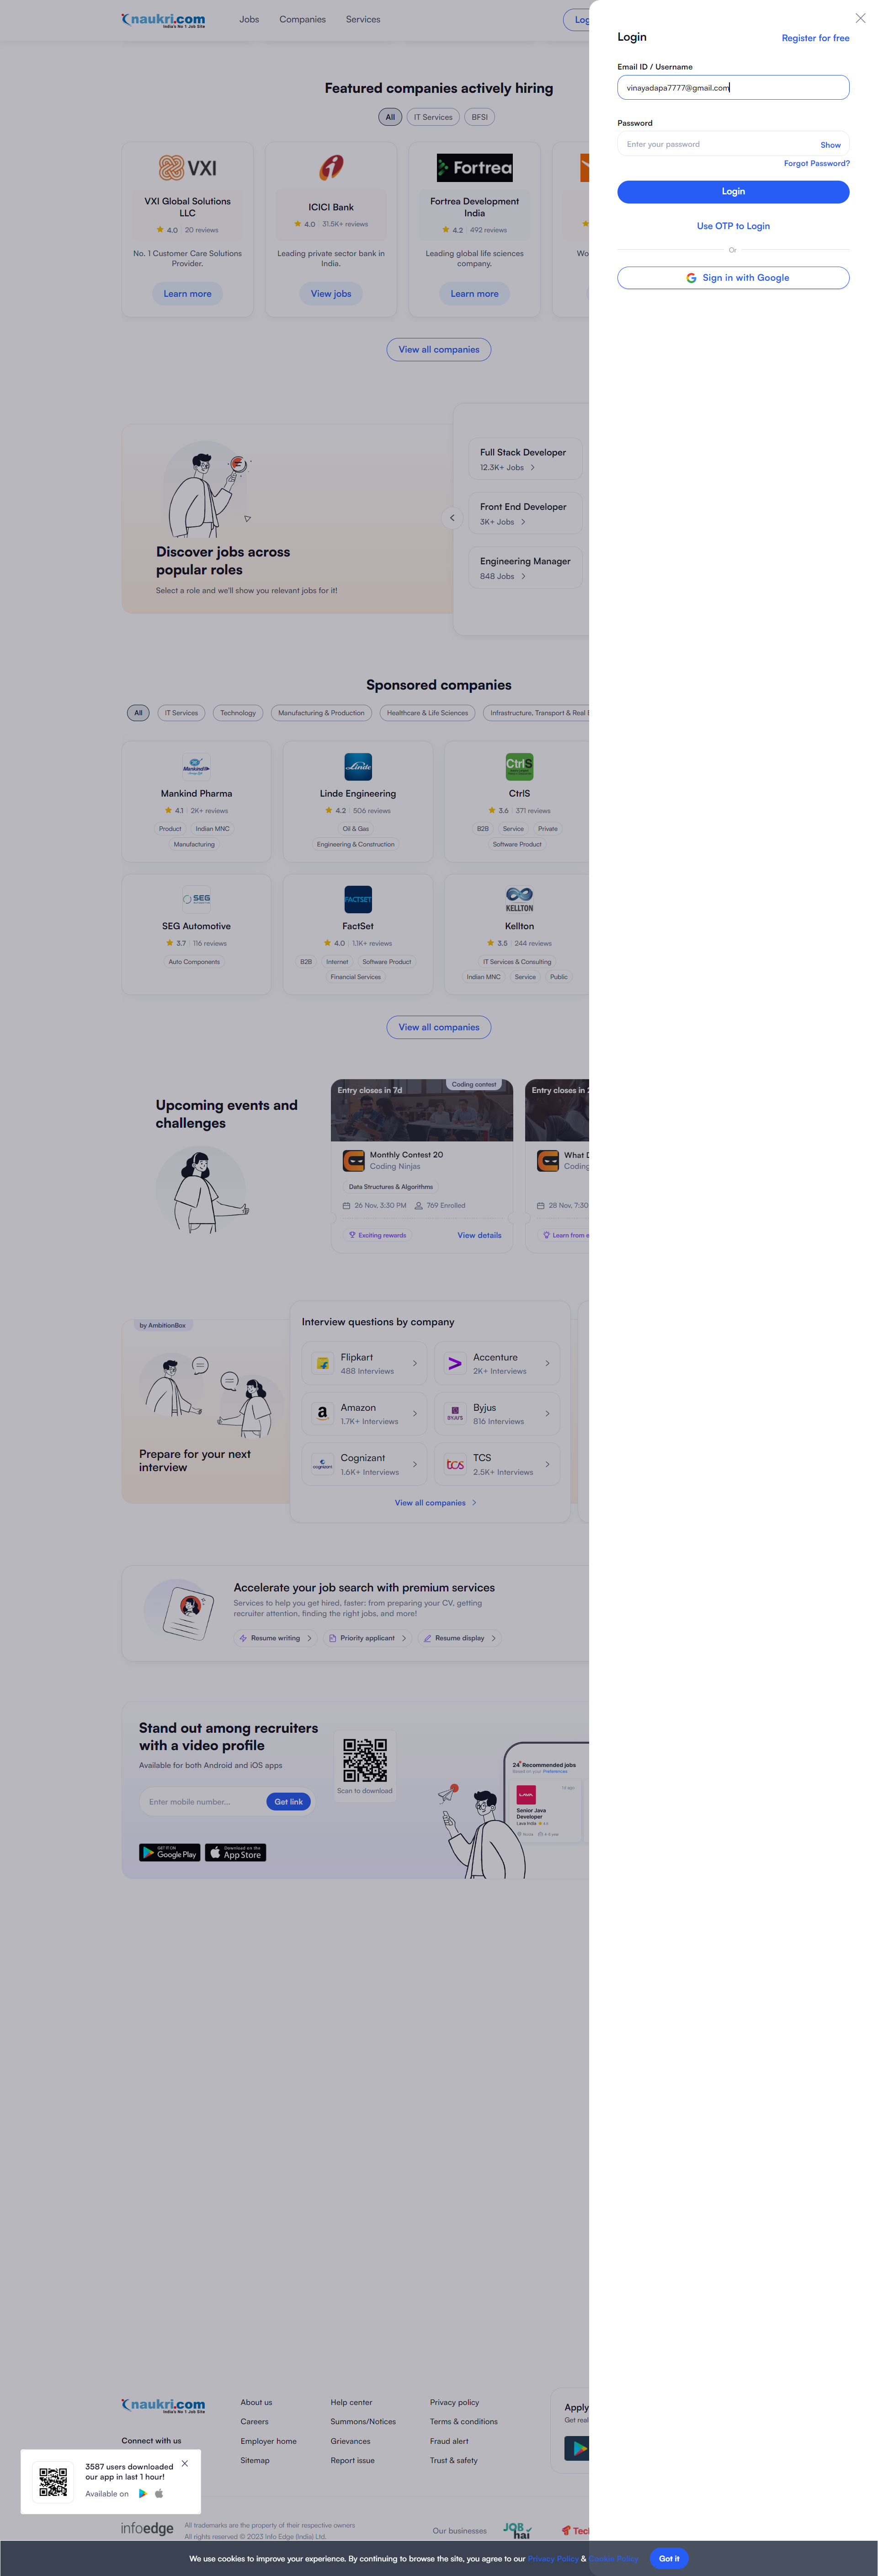 naukri.com
India's No 1 Job Site
Jobs
Companies
Services
Featured companies actively hiring
All
IT Services
BFSI
VXI
VXI Global Solutions
LLC
4.0
20 reviews
No. 1 Customer Care Solutions
Provider.
Learn more
ICICI Bank
4.0
31.5K+ reviews
Leading private sector bank in
India.
View jobs
Fortrea
Fortrea Development
India
4.2
492 reviews
Leading global life sciences
company.
Learn more
Wo
View all companies
Discover jobs across
popular roles
Select a role and we'll show you relevant jobs for it!
Full Stack Developer
12.3K+ Jobs
Front End Developer
3K+ Jobs
Engineering Manager
848 Jobs
Sponsored companies
All
IT Services
Technology
Manufacturing & Production
Healthcare & Life Sciences
Infrastructure, Transport & Real
Mankind Pharma
4.1
2K+ reviews
Product
Indian MNC
Manufacturing
Linde
Linde Engineering
4.2
506 reviews
Oil & Gas
Engineering & Construction
CtrlS
CtrlS
3.6
371 reviews
B2B
Service
Private
Software Product
SEG
SEG Automotive
3.7
116 reviews
Auto Components
FACTSET
FactSet
4.0
1.1K+ reviews
B2B
Internet
Software Product
Financial Services
KELLTON
Kellton
3.5
244 reviews
IT Services & Consulting
Indian MNC
Service
Public
View all companies
Upcoming events and
challenges
Entry closes in 7d
Coding contest
Monthly Contest 20
Coding Ninjas
Data Structures & Algorithms
26 Nov, 3:30 PM
769 Enrolled
Exciting rewards
View details
Entry closes in
What D
Coding
28 Nov, 7:30
Learn from e
by AmbitionBox
Prepare for your next
interview
Interview questions by company
Flipkart
488 Interviews
Accenture
2K+ Interviews
Amazon
1.7K+ Interviews
BYJU'S
Byjus
816 Interviews
Cognizant
1.6K+ Interviews
tcs
TCS
2.5K+ Interviews
View all companies
Accelerate your job search with premium services
Services to help you get hired, faster: from preparing your CV, getting
recruiter attention, finding the right jobs, and more!
Resume writing
Priority applicant
Resume display
Stand out among recruiters
with a video profile
Available for both Android and iOS apps
Enter mobile number...
Get link
Scan to download
GET IT ON
Google Play
Download on the
App Store
24 Recommended jobs
Based on your Preferences
LAVA
Senior Java
Developer
Lava India
naukri.com
India's No 1 Job Site
Connect with us
About us
Careers
Employer home
Sitemap
Help center
Summons/Notices
Grievances
Report issue
Privacy policy
Terms & conditions
Fraud alert
Trust & safety
Apply
Get real
3587 users downloaded
our app in last 1 hour!
Available on
infoedge
All trademarks are the property of their respective owners
All rights reserved © 2023 Info Edge (India) Ltd.
Our businesses
JOB
hai
Tec
We use cookies to improve your experience. By continuing to browse the site, you agree to our Privacy Policy & Cookie Policy
Got it
Login
Register for free
Email ID / Username
vinayadapa7777@gmail.com
Password
Enter your password
Show
Forgot Password?
Login
Use OTP to Login
Or
Sign in with Google